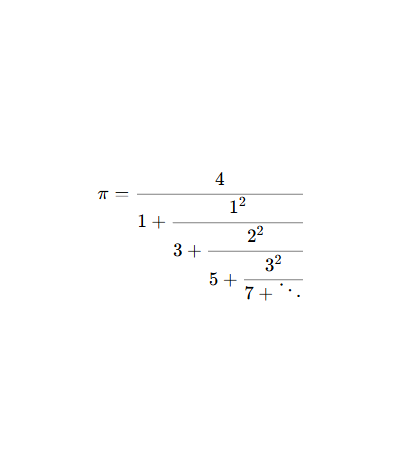 π = 4
1 + 1²
3 + 2²
5 + 3²
7 + ⋱